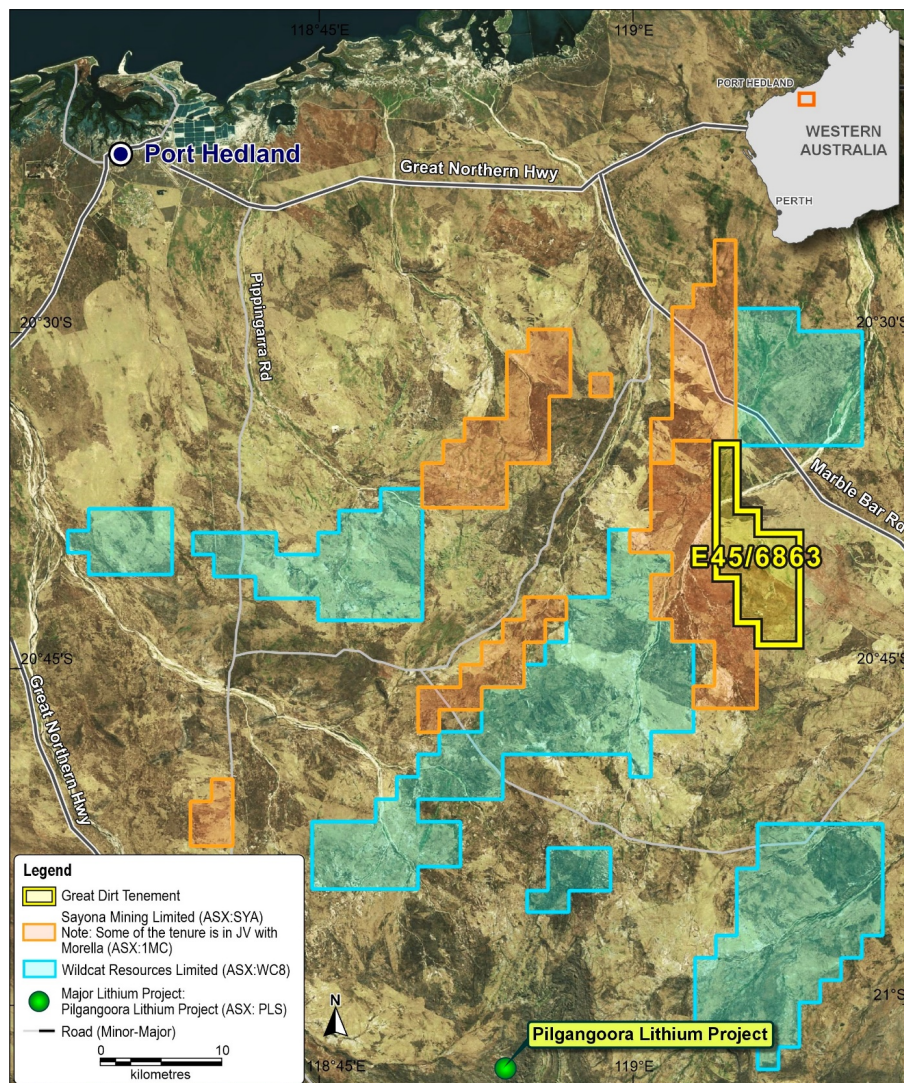 118°45'E
119°E
PORT HEDLAND
WESTERN
AUSTRALIA
PERTH
Port Hedland
Great Northern Hwy
Pippingarra Rd
20°30'S
20°30'S
Marble Bar Rd
E45/6863
20°45'S
20°45'S
Great Northern Hwy
Legend
Great Dirt Tenement
Sayona Mining Limited (ASX:SYA)
Note: Some of the tenure is in JV with
Morella (ASX:1MC)
Wildcat Resources Limited (ASX:WC8)
Major Lithium Project:
Pilgangoora Lithium Project (ASX: PLS)
Road (Minor-Major)
0 10
kilometres
N
21°S
Pilgangoora Lithium Project
118°45'E
119°E